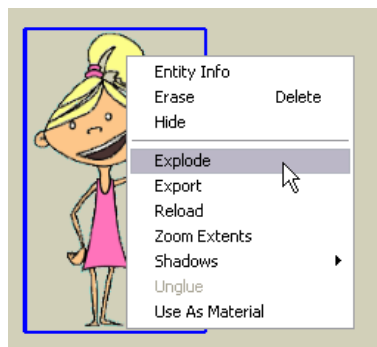 Entity Info
Erase Delete
Hide
Explode
Export
Reload
Zoom Extents
Shadows
Unglue
Use As Material